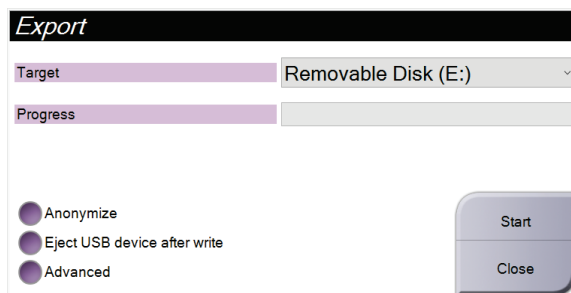 Export
Target
Removable Disk (E:)
Progress
Anonymize
Eject USB device after write
Advanced
Start
Close